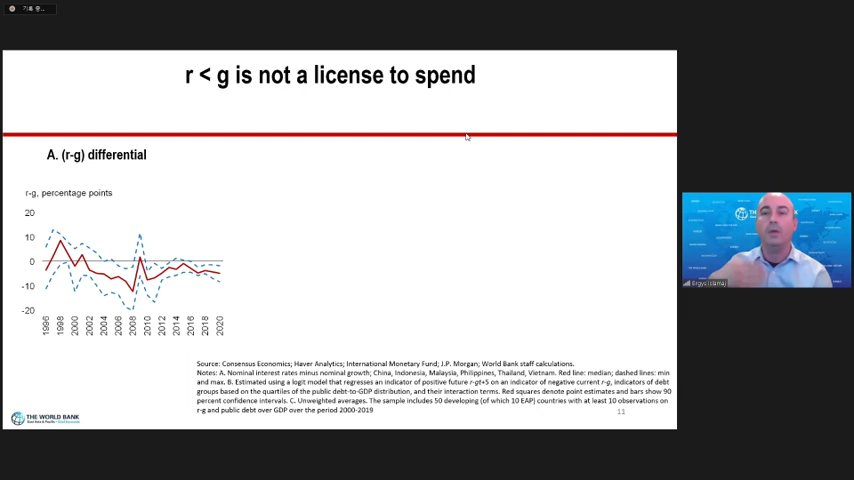 기록 중..
r < g is not a license to spend
A. (r-g) differential
r-g, percentage points
20
10
0
-10
-20
1996
1998
2000
2002
2004
2006
2008
2010
2012
2014
2016
2018
2020
Source: Consensus Economics; Haver Analytics; International Monetary Fund; J.P. Morgan; World Bank staff calculations.
Notes: A. Nominal interest rates minus nominal growth; China, Indonesia, Malaysia, Philippines, Thailand, Vietnam. Red line: median; dashed lines: min
and max. B. Estimated using a logit model that regresses an indicator of positive future r-gt+5 on an indicator of negative current r-g, indicators of debt
groups based on the quartiles of the public debt-to-GDP distribution, and their interaction terms. Red squares denote point estimates and bars show 90
percent confidence intervals. C. Unweighted averages. The sample includes 50 developing (of which 10 EAP) countries with at least 10 observations on
r-g and public debt over GDP over the period 2000-2019
11
THE WORLD BANK
East Asia & Pacific